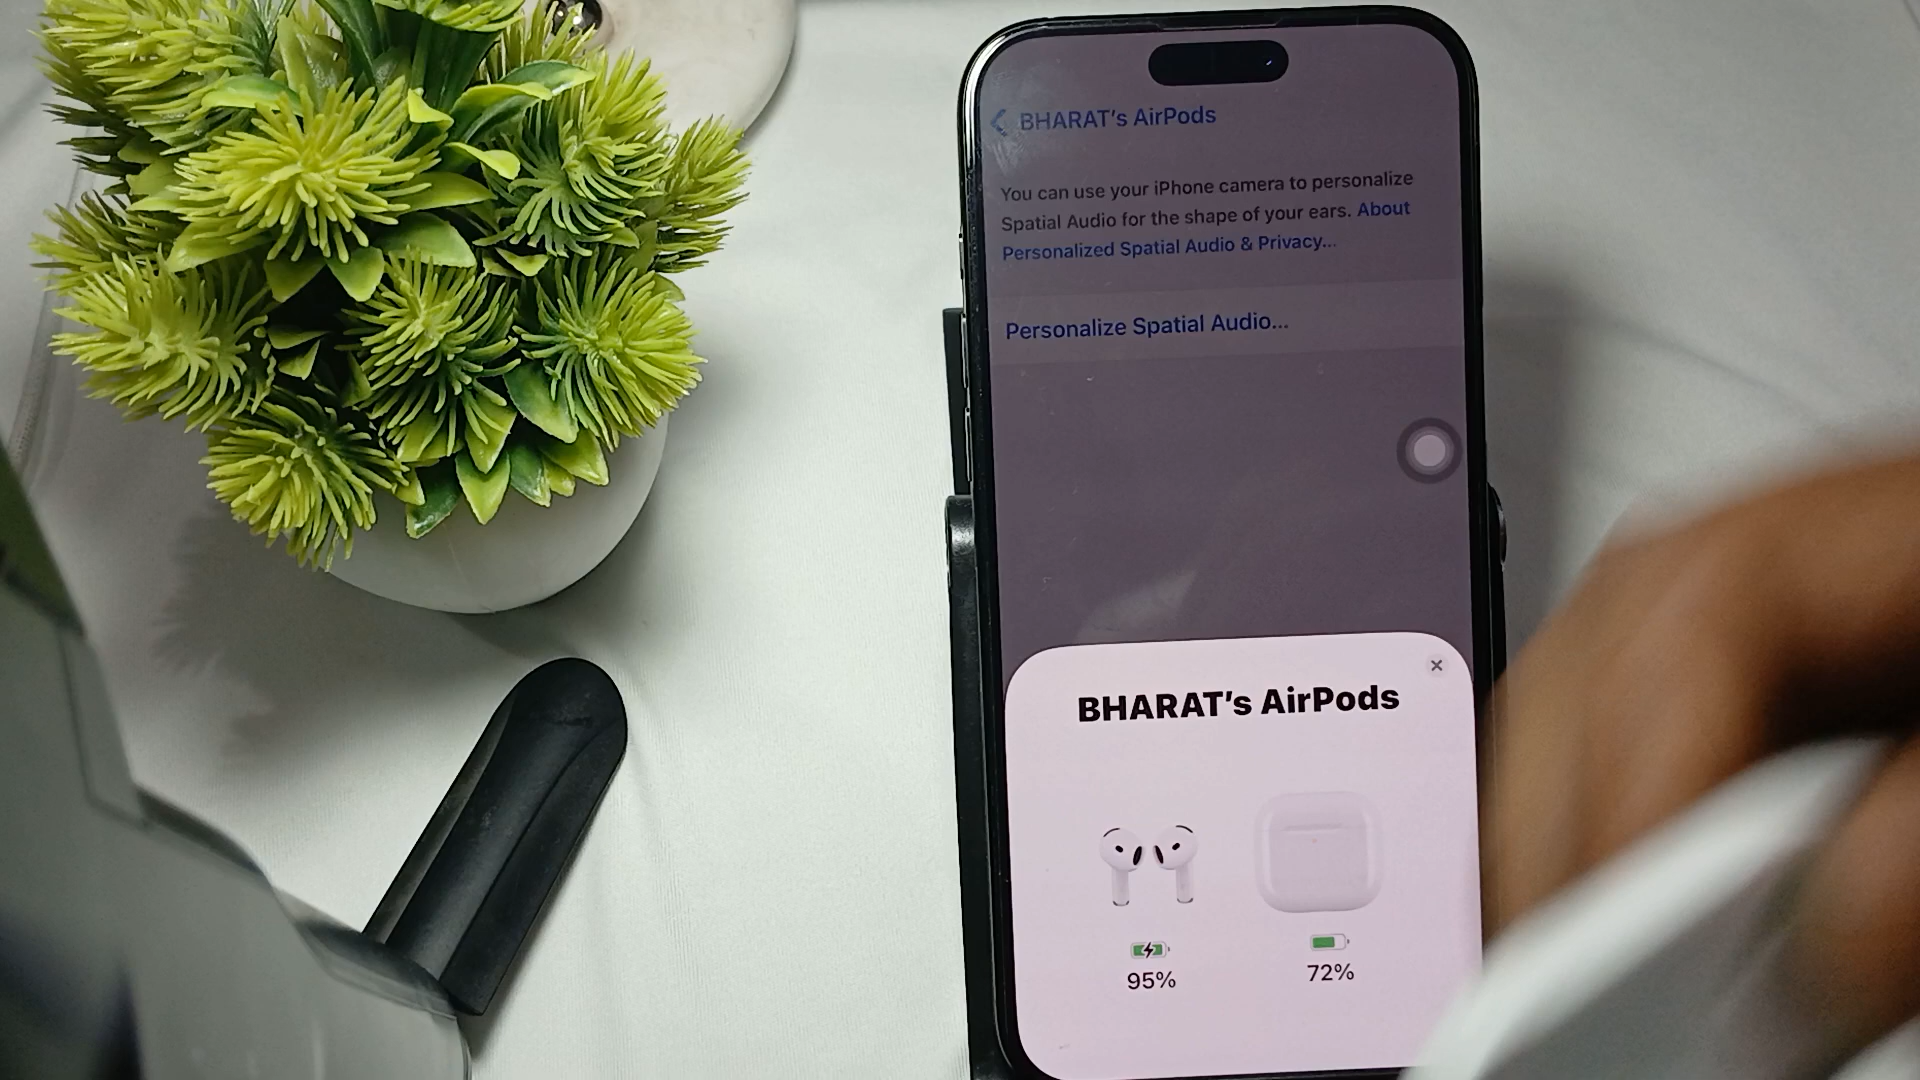 BHARAT's AirPods
You can use your iPhone camera to personalize
Spatial Audio for the shape of your ears. About
Personalized Spatial Audio & Privacy...
Personalize Spatial Audio...
BHARAT's AirPods
95%
72%